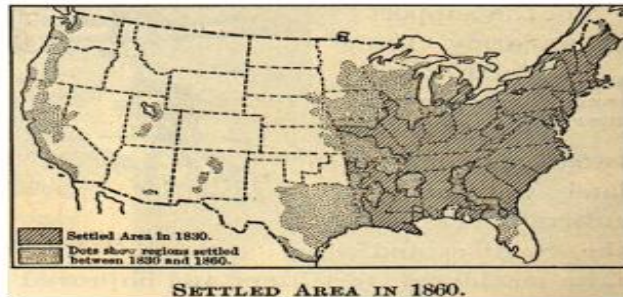 Settled Area in 1830.
Dots show regions settled
between 1830 and 1860.
SETTLED AREA IN 1860.